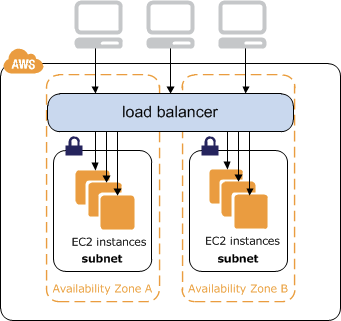 AWS
load balancer
EC2 instances
subnet
EC2 instances
subnet
Availability Zone A
Availability Zone B